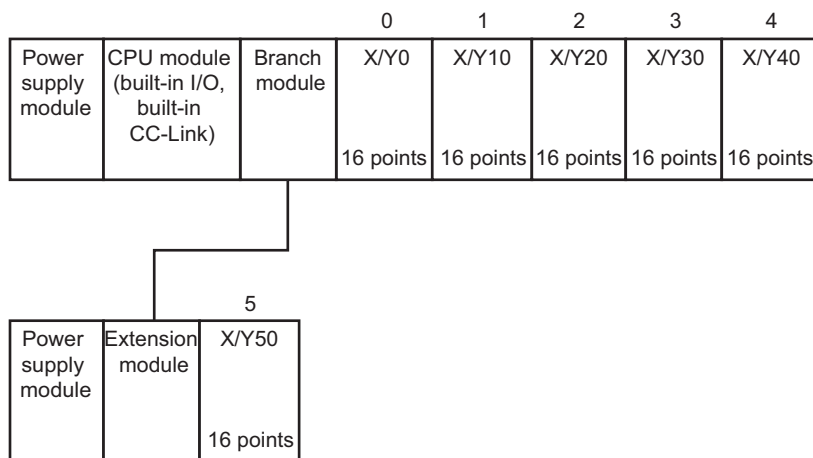 0 1 2 3 4
Power supply module
CPU module (built-in I/O, built-in CC-Link)
Branch module
X/Y0
16 points
X/Y10
16 points
X/Y20
16 points
X/Y30
16 points
X/Y40
16 points
5
Power supply module
Extension module
X/Y50
16 points